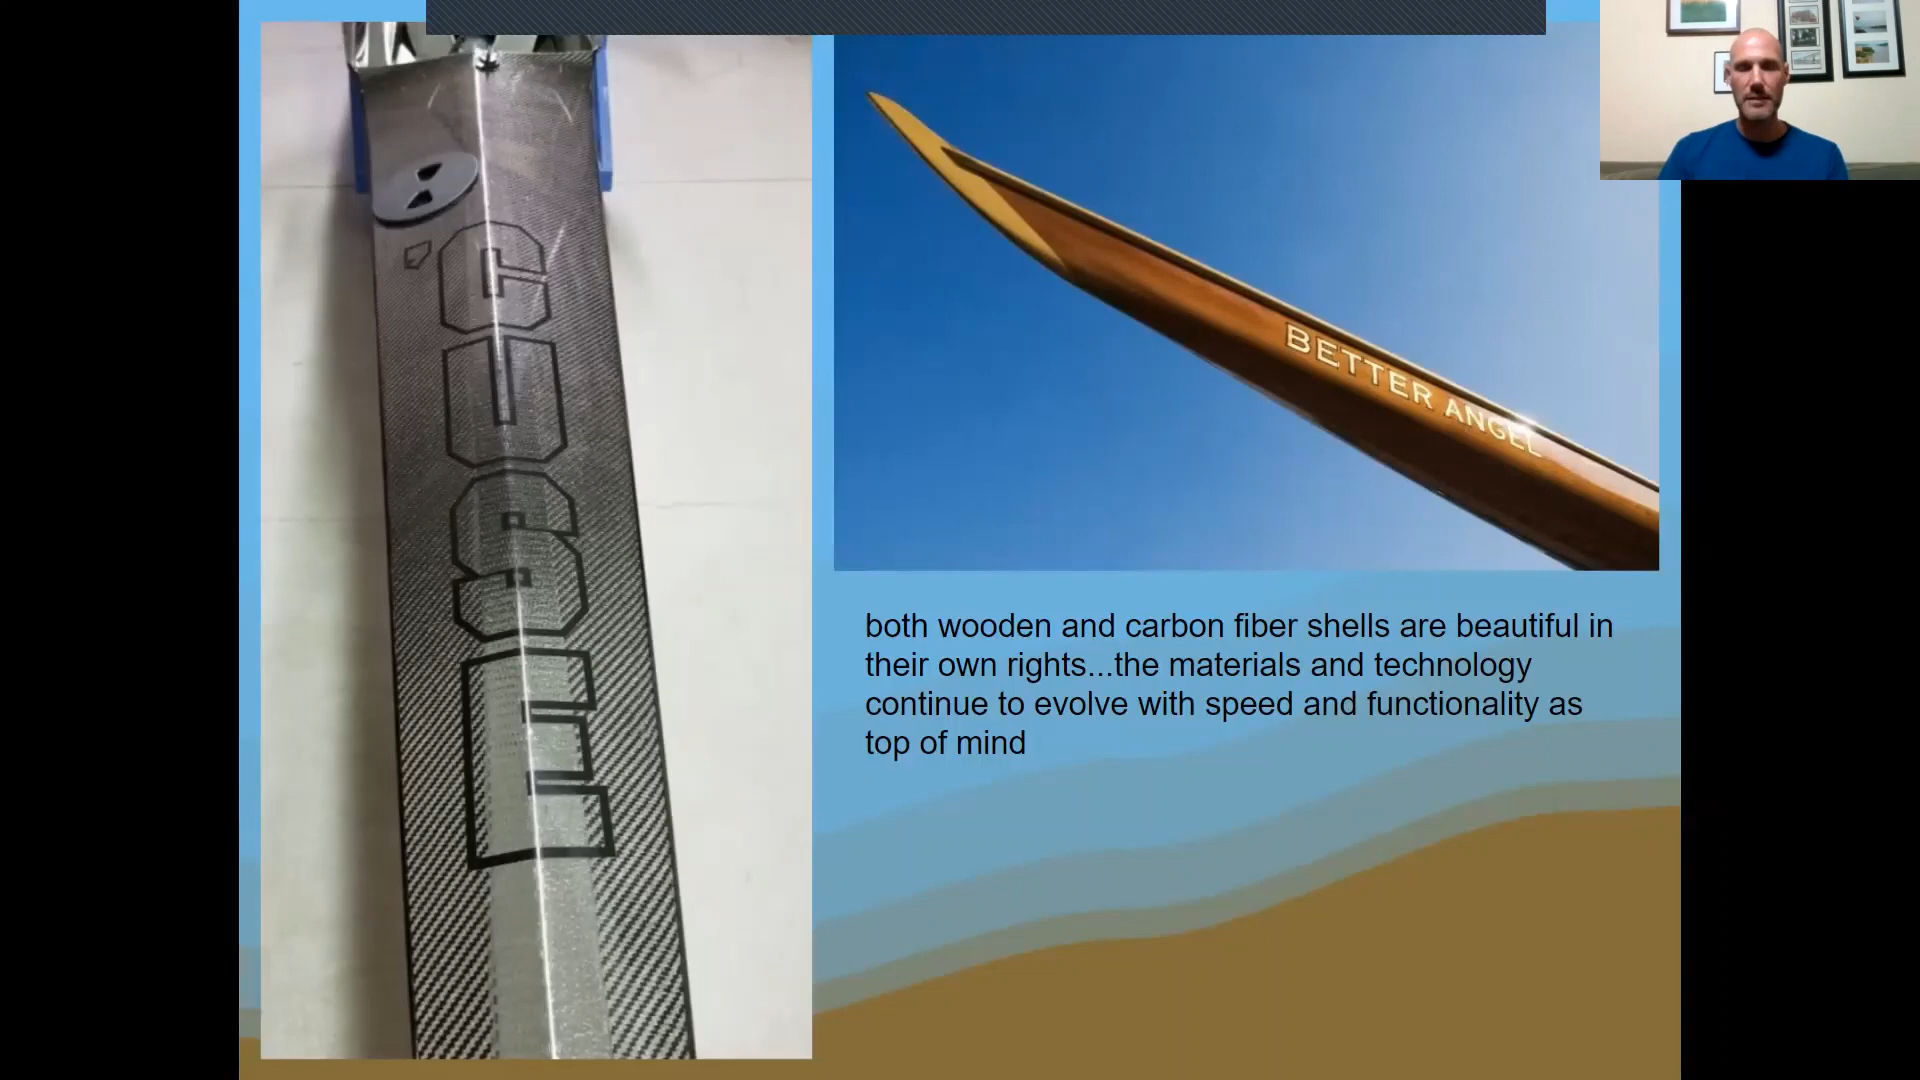 'CUSE
BETTER ANGEL
both wooden and carbon fiber shells are beautiful in
their own rights...the materials and technology
continue to evolve with speed and functionality as
top of mind